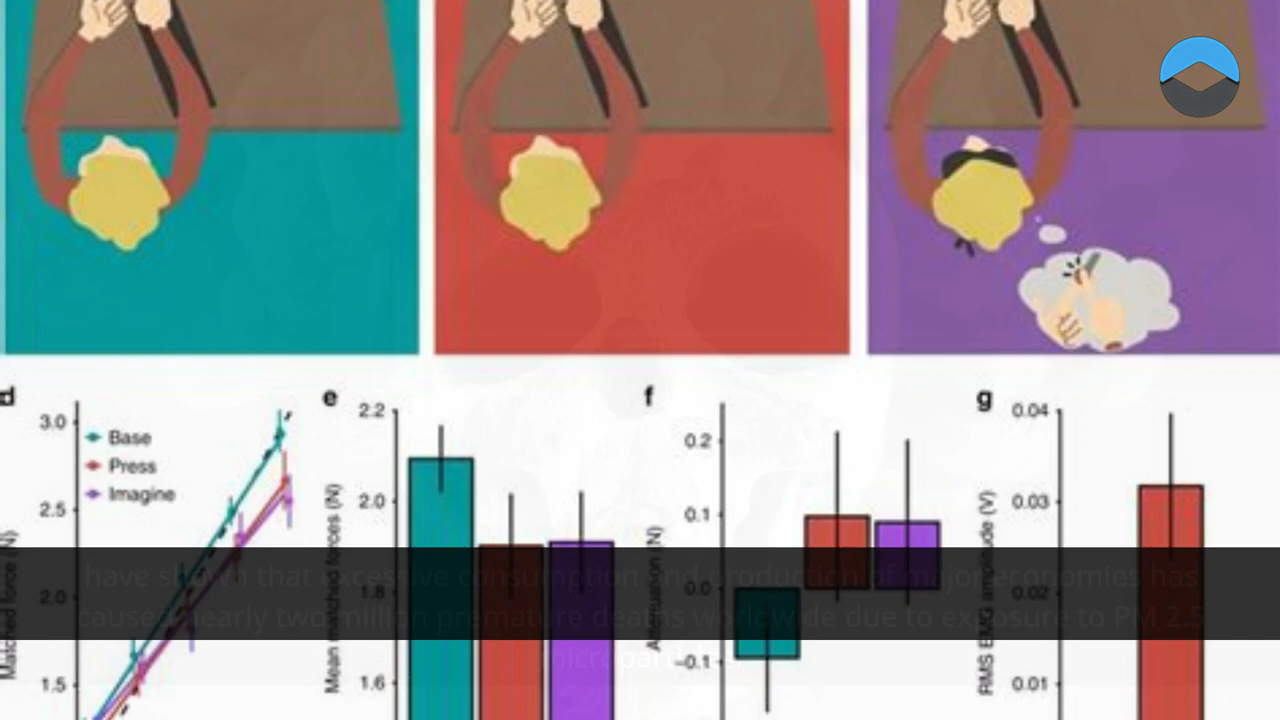 d
e
f
g
3.0
2.5
2.0
1.5
Matched force (N)
Base
Press
Imagine
2.2
2.0
1.8
1.6
Mean matched forces (N)
0.2
0.1
0.0
–0.1
Attenuation (N)
0.04
0.03
0.02
0.01
RMS EMG amplitude (V)
have shown that excessive consumption and production of major economies has
caused nearly two million premature deaths worldwide due to exposure to PM 2.5
microparticles